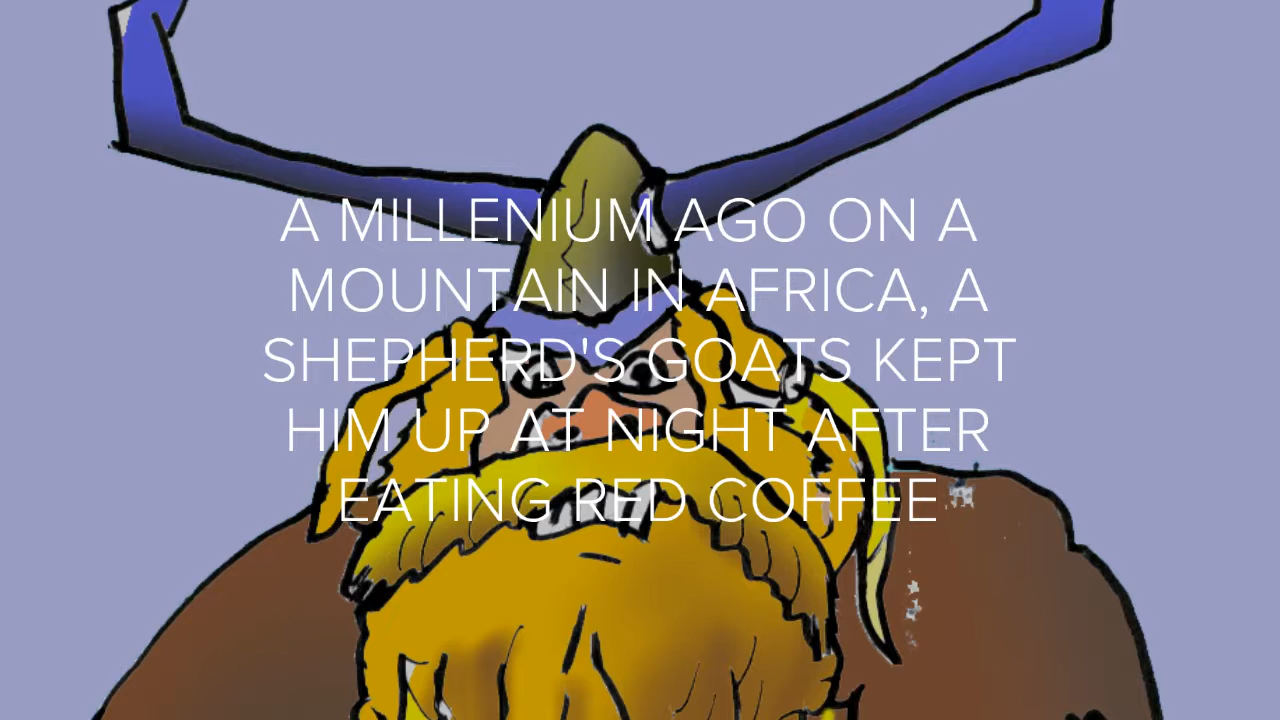 A MILLENIUM AGO ON A
MOUNTAIN IN AFRICA, A
SHEPHERD'S GOATS KEPT
HIM UP AT NIGHT AFTER
EATING RED COFFEE